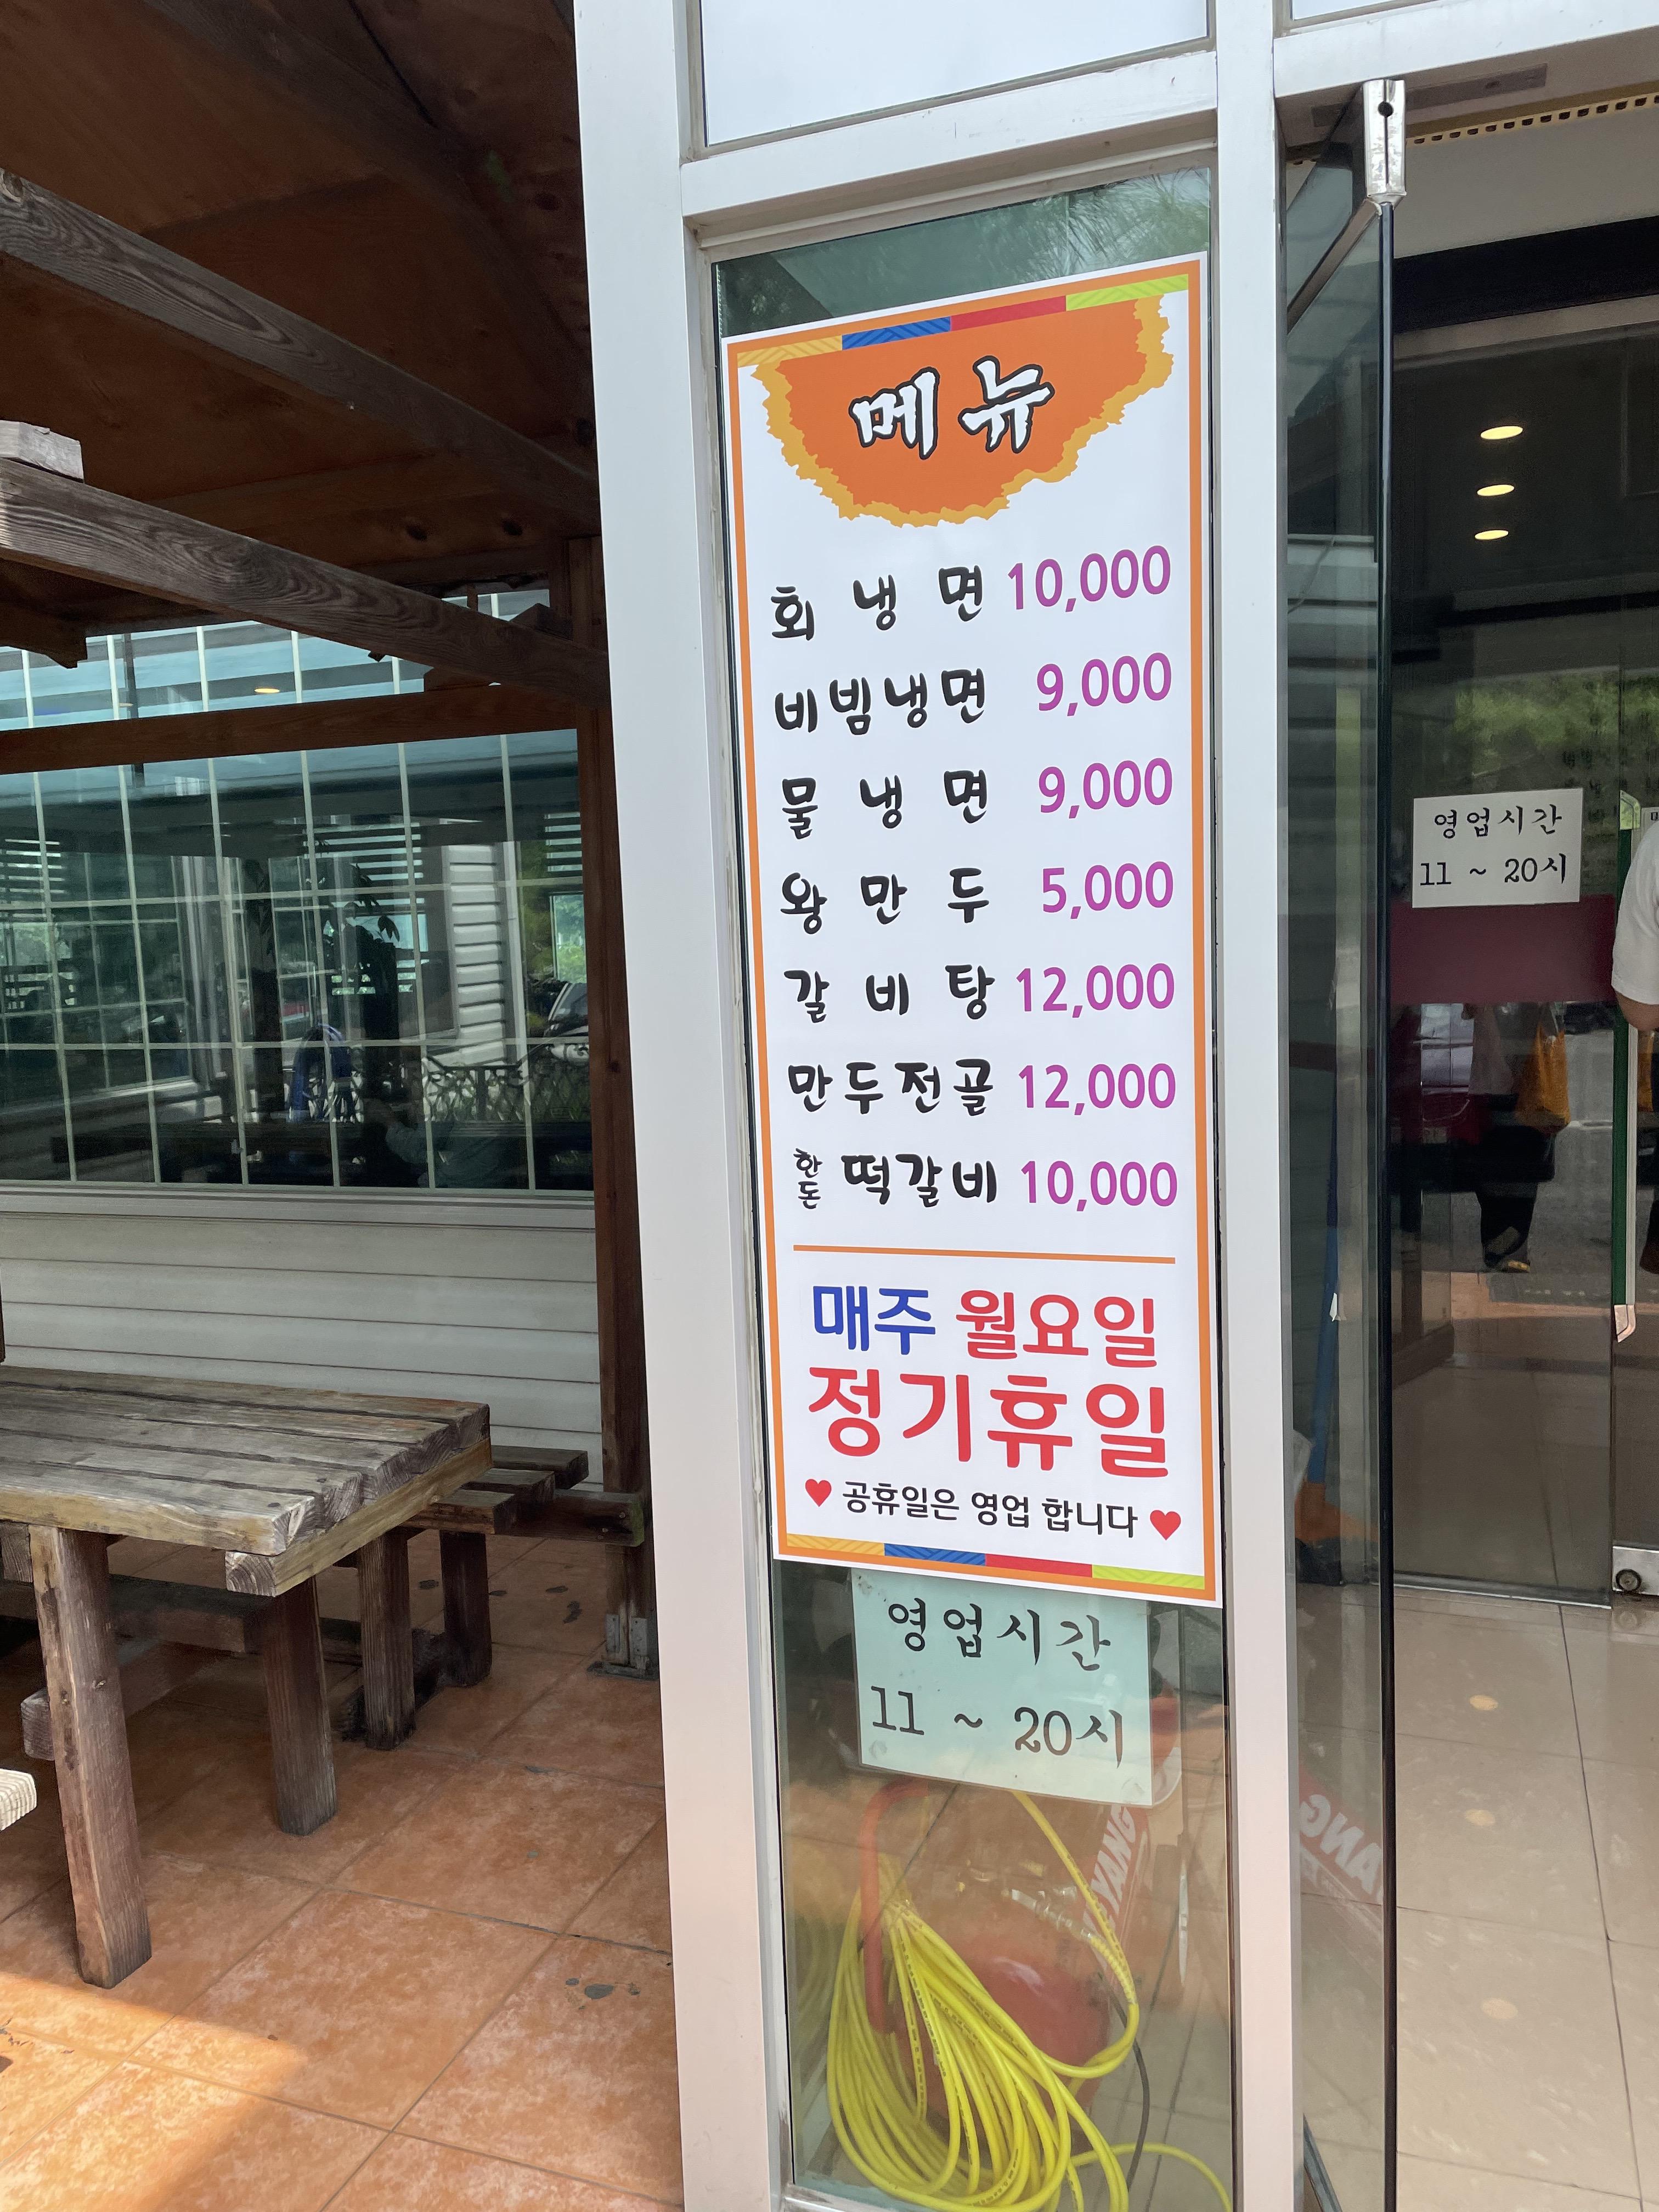 메뉴
회 냉 면 10,000
비빔냉면 9,000
물 냉 면 9,000
왕 만 두 5,000
갈 비 탕 12,000
만두전골 12,000
한돈 떡갈비 10,000
매주 월요일
정기휴일
♥ 공휴일은 영업 합니다 ♥
영업시간
11 ~ 20시
영업시간
11 ~ 20시